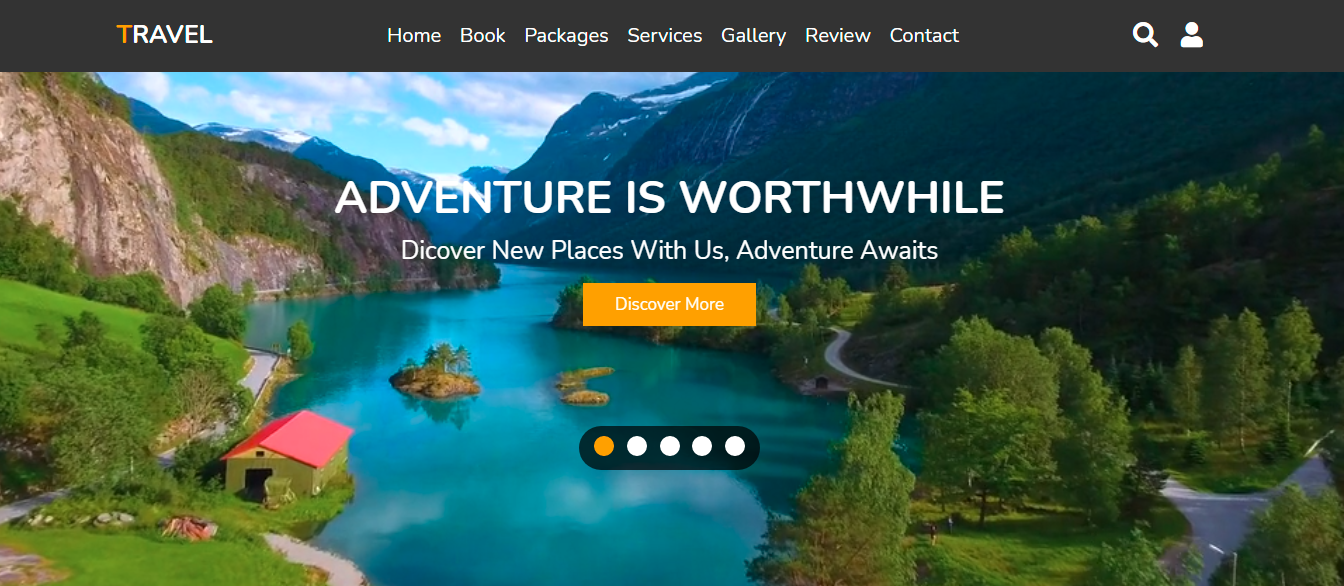 TRAVEL
Home Book Packages Services Gallery Review Contact
ADVENTURE IS WORTHWHILE
Dicover New Places With Us, Adventure Awaits
Discover More